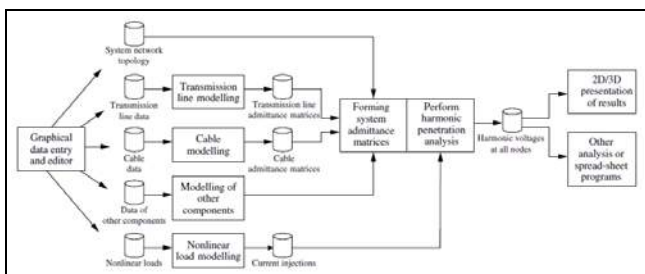 System network
topology
Transmission
line data
Transmission
line modelling
Transmission line
admittance matrices
Graphical
data entry
and editor
Cable
data
Cable
modelling
Cable
admittance matrices
Data of
other components
Modelling of
other components
Nonlinear loads
Nonlinear
load modelling
Current injections
Forming
system
admittance
matrices
Perform
harmonic
penetration
analysis
Harmonic voltages
at all nodes
2D/3D
presentation
of results
Other
analysis or
spread-sheet
programs